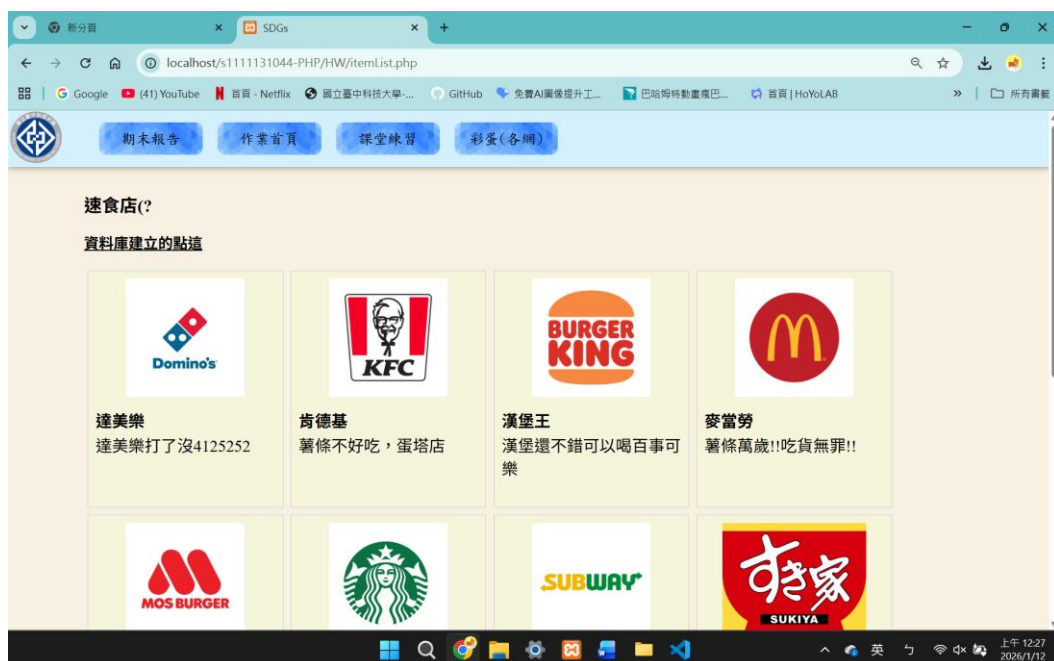 新分頁
SDGs
localhost/s1111131044-PHP/HW/itemList.php
Google
(41) YouTube
首頁 - Netflix
國立臺中科技大學-...
GitHub
免費AI圖像提升工...
巴哈姆特動畫瘋巴...
首頁 | HoYoLAB
»
所有書籤
期末報告
作業首頁
課堂練習
彩蛋(各網)
速食店(?
資料庫建立的點這
Domino's
KFC
BURGER KING
M
達美樂
達美樂打了沒4125252
肯德基
薯條不好吃，蛋塔店
漢堡王
漢堡還不錯可以喝百事可
樂
麥當勞
薯條萬歲!!吃貨無罪!!
MOS BURGER
SUBWAY
すき家
SUKIYA
英
ㄅ
上午 12:27
2026/1/12